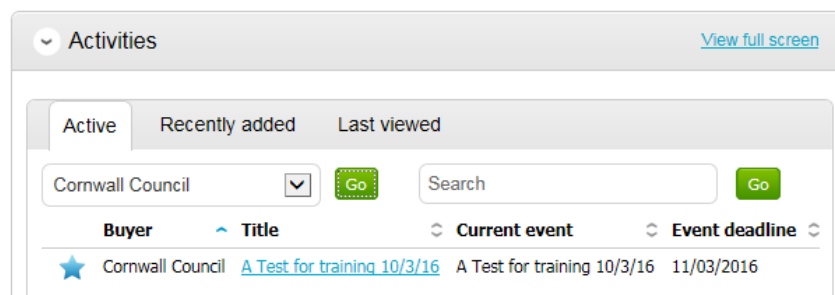 Activities View full screen
Active Recently added Last viewed
Cornwall Council Go Search Go
Buyer Title Current event Event deadline
Cornwall Council A Test for training 10/3/16 A Test for training 10/3/16 11/03/2016